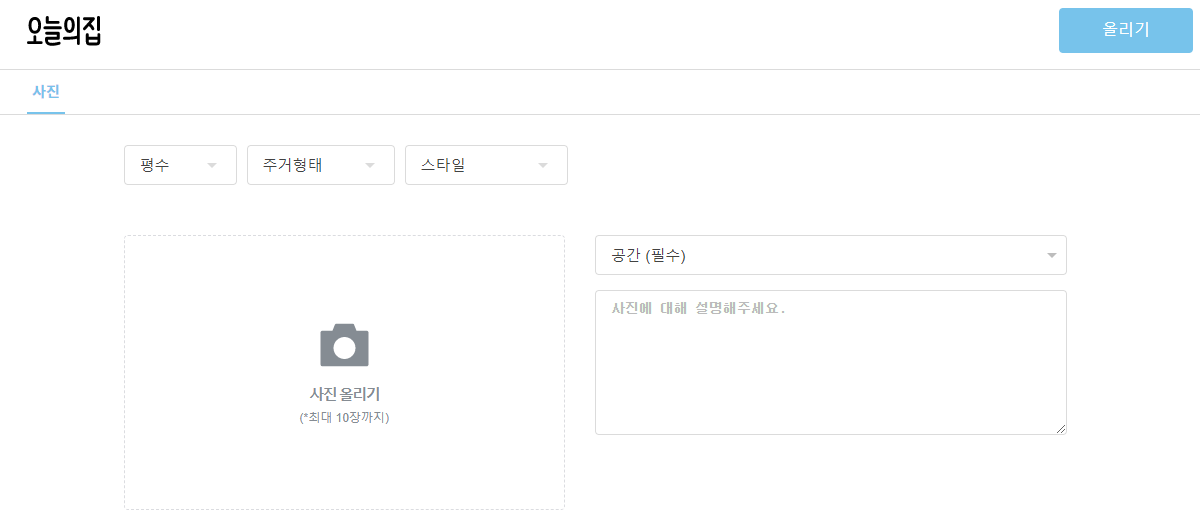 오늘의집
올리기
사진
평수
주거형태
스타일
공간 (필수)
사진에 대해 설명해주세요.
사진 올리기
(*최대 10장까지)